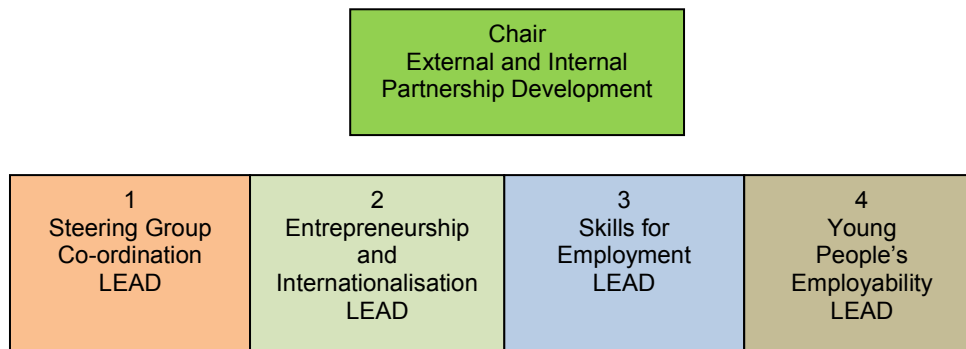 Chair
External and Internal
Partnership Development
1
Steering Group
Co-ordination
LEAD
2
Entrepreneurship
and
Internationalisation
LEAD
3
Skills for
Employment
LEAD
4
Young
People’s
Employability
LEAD